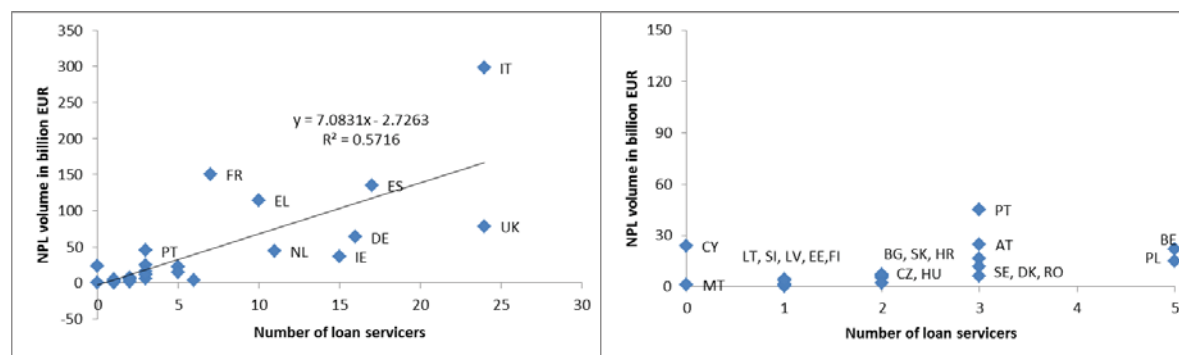 NPL volume in billion EUR
350
300
250
200
150
100
50
0
-50
IT
y = 7.0831x - 2.7263
R² = 0.5716
FR
ES
EL
UK
DE
PT
NL
IE
0 5 10 15 20 25 30
Number of loan servicers
NPL volume in billion EUR
150
120
90
60
30
0
PT
CY
LT, SI, LV, EE,FI
BG, SK, HR
AT
BE
CZ, HU
SE, DK, RO
PL
MT
0 1 2 3 4 5
Number of loan servicers